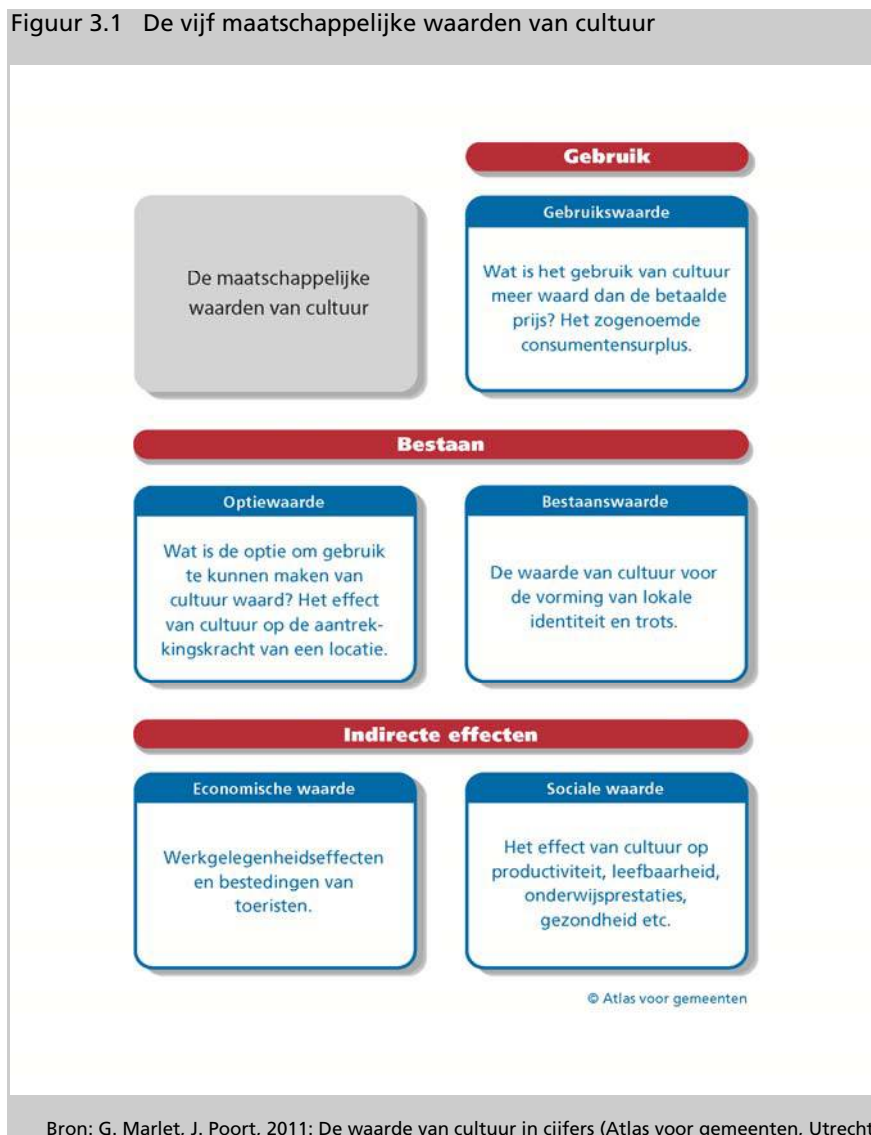 Figuur 3.1 De vijf maatschappelijke waarden van cultuur
Gebruik
De maatschappelijke
waarden van cultuur
Gebruikswaarde
Wat is het gebruik van cultuur
meer waard dan de betaalde
prijs? Het zogenoemde
consumentensurplus.
Bestaan
Optiewaarde
Wat is de optie om gebruik
te kunnen maken van
cultuur waard? Het effect
van cultuur op de aantrek-
kingskracht van een locatie.
Bestaanswaarde
De waarde van cultuur voor
de vorming van lokale
identiteit en trots.
Indirecte effecten
Economische waarde
Werkgelegenheidseffecten
en bestedingen van
toeristen.
Sociale waarde
Het effect van cultuur op
productiviteit, leefbaarheid,
onderwijsprestaties,
gezondheid etc.
© Atlas voor gemeenten
Bron: G. Marlet, J. Poort, 2011: De waarde van cultuur in cijfers (Atlas voor gemeenten, Utrecht